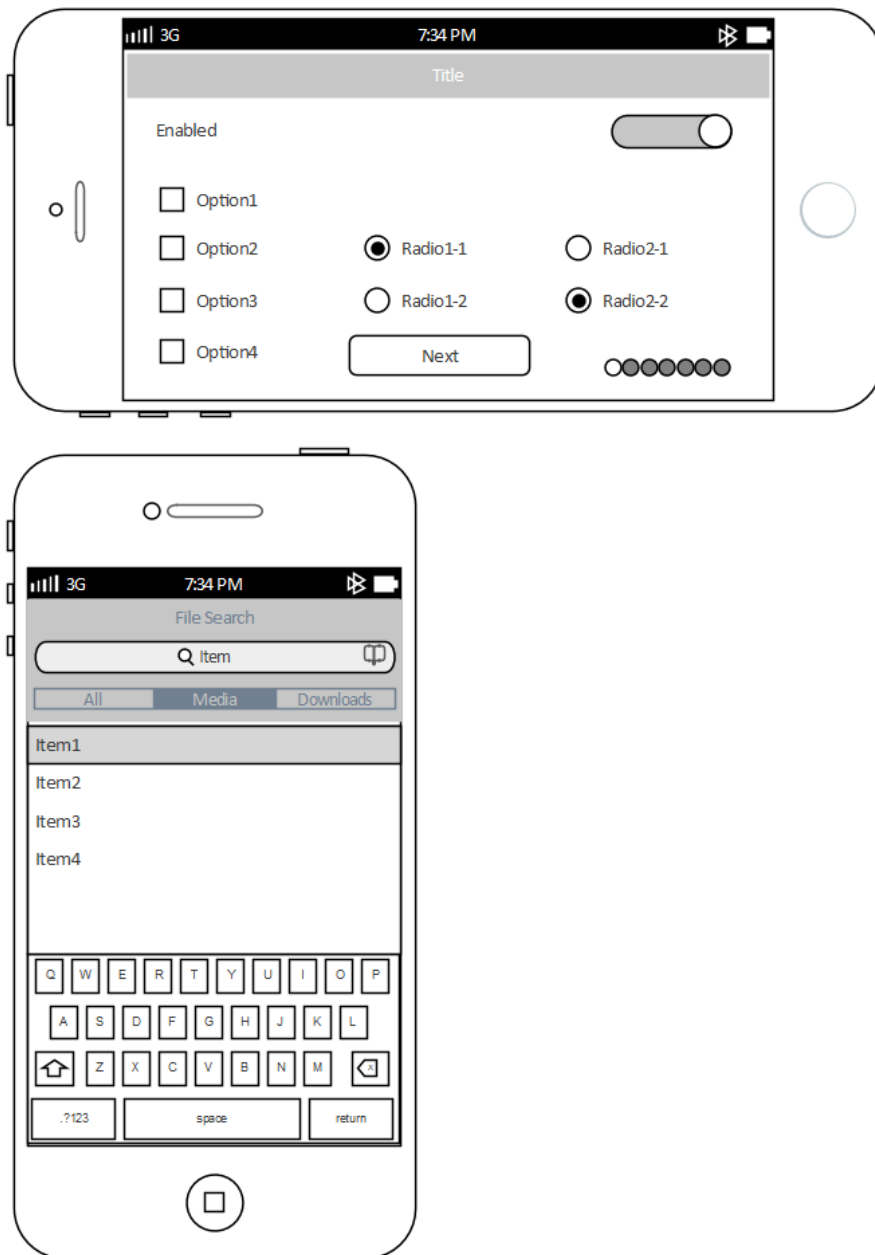 3G 7:34 PM
Title
Enabled
Option1
Option2 Radio1-1 Radio2-1
Option3 Radio1-2 Radio2-2
Option4 Next
3G 7:34 PM
File Search
Item
All Media Downloads
Item1
Item2
Item3
Item4
Q W E R T Y U I O P
A S D F G H J K L
Z X C V B N M X
.?123 space return